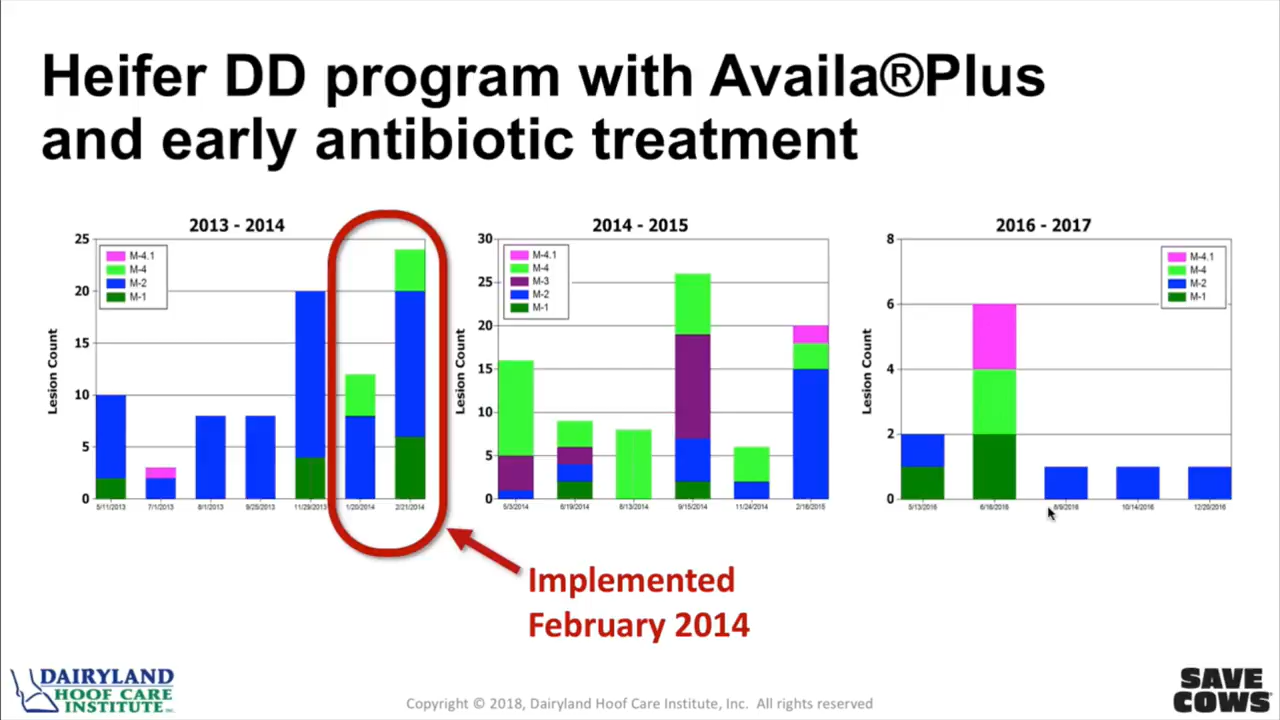 Heifer DD program with Availa®Plus
and early antibiotic treatment
2013 - 2014
25
20
15
10
5
0
Lesion Count
M-4.1
M-4
M-2
M-1
5/11/2013
7/1/2013
8/1/2013
9/25/2013
11/29/2013
1/20/2014
2/21/2014
2014 - 2015
30
25
20
15
10
5
0
Lesion Count
M-4.1
M-4
M-3
M-2
M-1
5/3/2014
6/19/2014
8/13/2014
9/15/2014
11/24/2014
2/16/2015
2016 - 2017
8
6
4
2
0
Lesion Count
M-4.1
M-4
M-2
M-1
5/13/2016
6/16/2016
8/9/2016
10/14/2016
12/20/2016
Implemented
February 2014
DAIRYLAND
HOOF CARE
INSTITUTE INC.
Copyright © 2018, Dairyland Hoof Care Institute, Inc. All rights reserved
SAVE
COWS